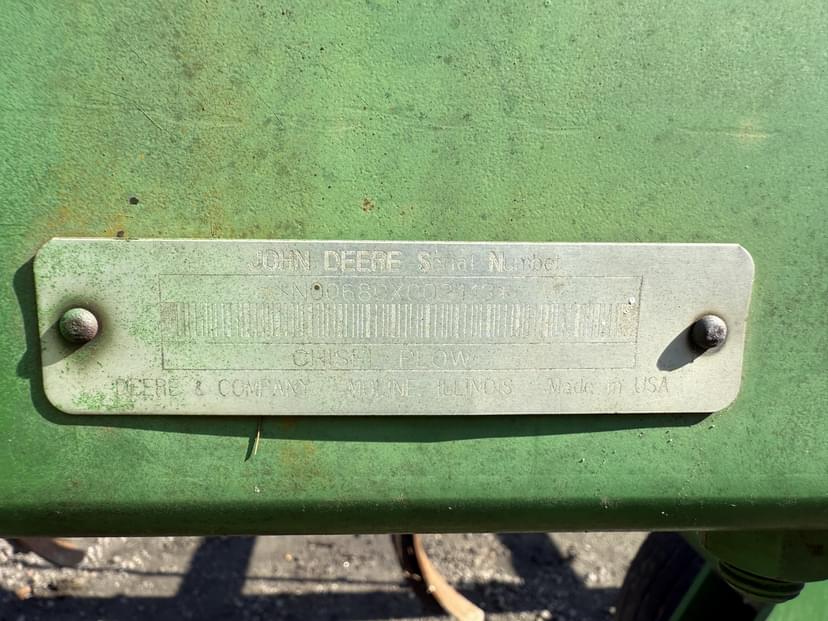 JOHN DEERE Serial Number
CHISEL PLOW
DEERE & COMPANY MOLINE ILLINOIS Made in USA